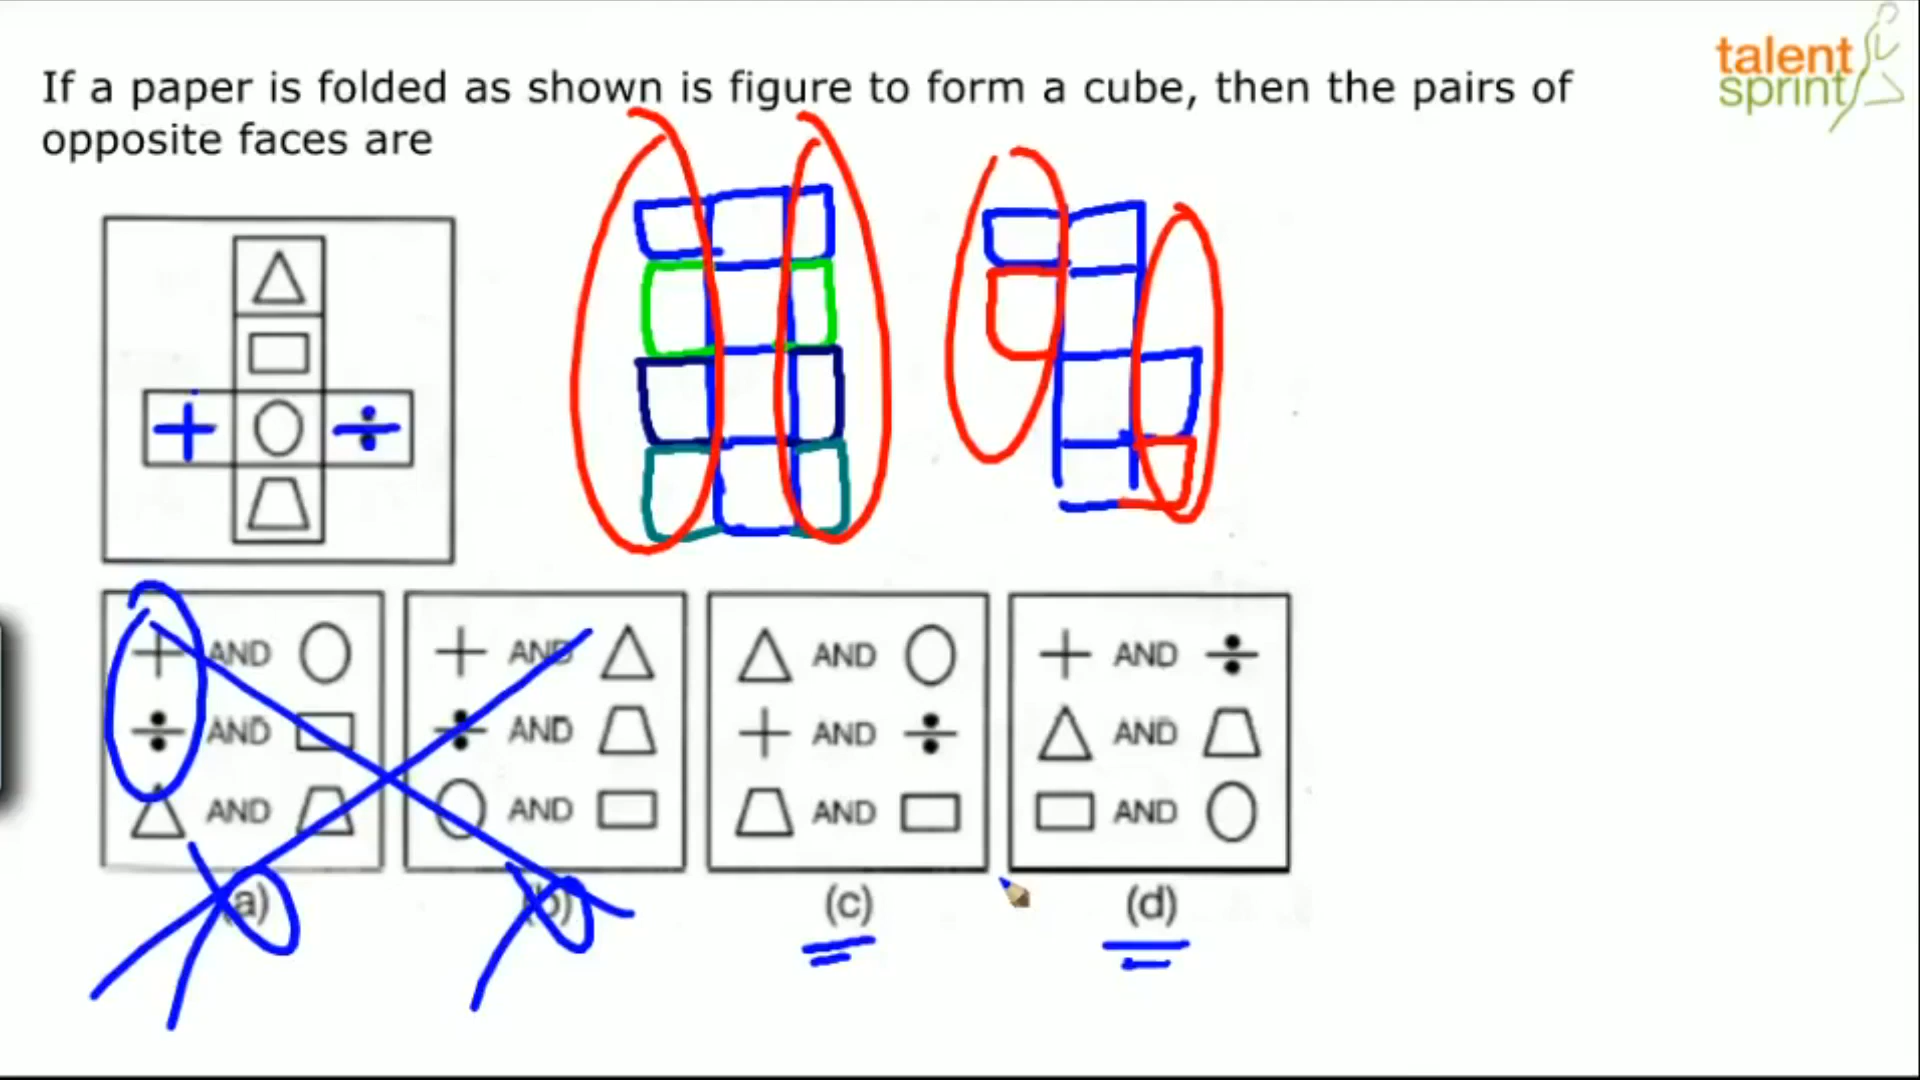 talent
sprint
If a paper is folded as shown is figure to form a cube, then the pairs of
opposite faces are
+ ÷
+ AND
÷ AND
AND
(a)
+ AND
÷ AND
AND
(b)
AND
+ AND ÷
AND
(c)
+ AND ÷
AND
AND
(d)